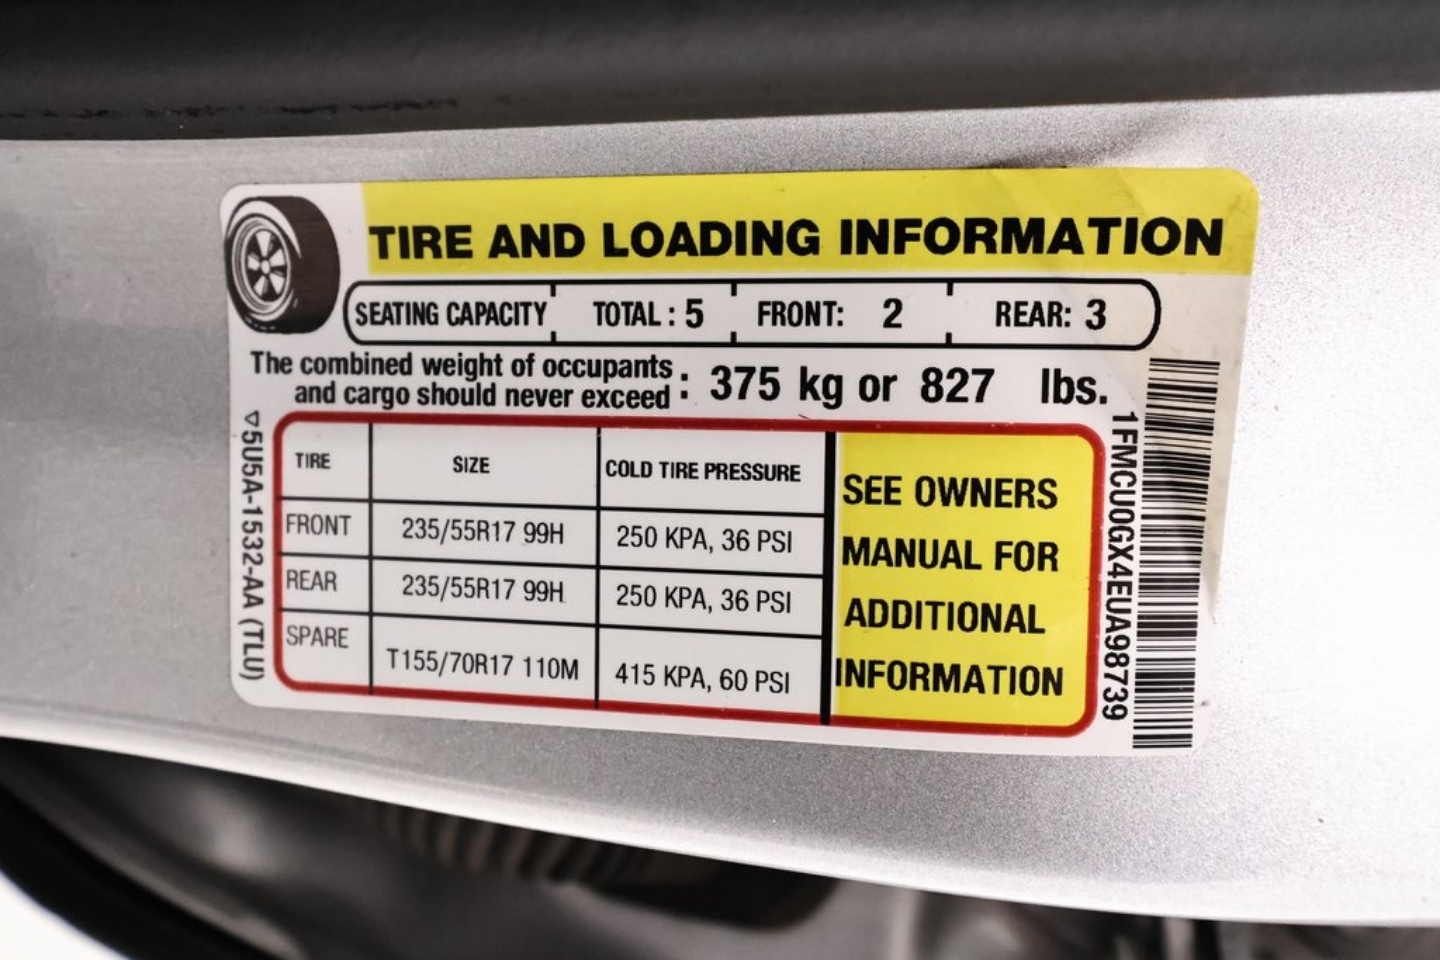 TIRE AND LOADING INFORMATION
SEATING CAPACITY TOTAL : 5 FRONT: 2 REAR: 3
The combined weight of occupants
and cargo should never exceed : 375 kg or 827 lbs.
TIRE SIZE COLD TIRE PRESSURE
FRONT 235/55R17 99H 250 KPA, 36 PSI
REAR 235/55R17 99H 250 KPA, 36 PSI
SPARE T155/70R17 110M 415 KPA, 60 PSI
SEE OWNERS
MANUAL FOR
ADDITIONAL
INFORMATION
▽5U5A-1532-AA (TLU)
1FMCU0GX4EUA98739